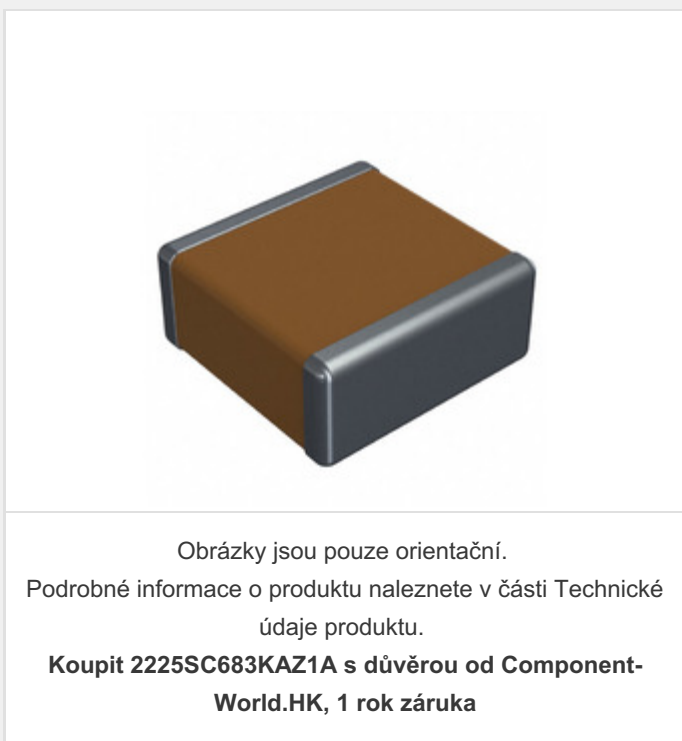 Obrázky jsou pouze orientační.
Podrobné informace o produktu naleznete v části Technické
údaje produktu.
Koupit 2225SC683KAZ1A s důvěrou od Component-
World.HK, 1 rok záruka